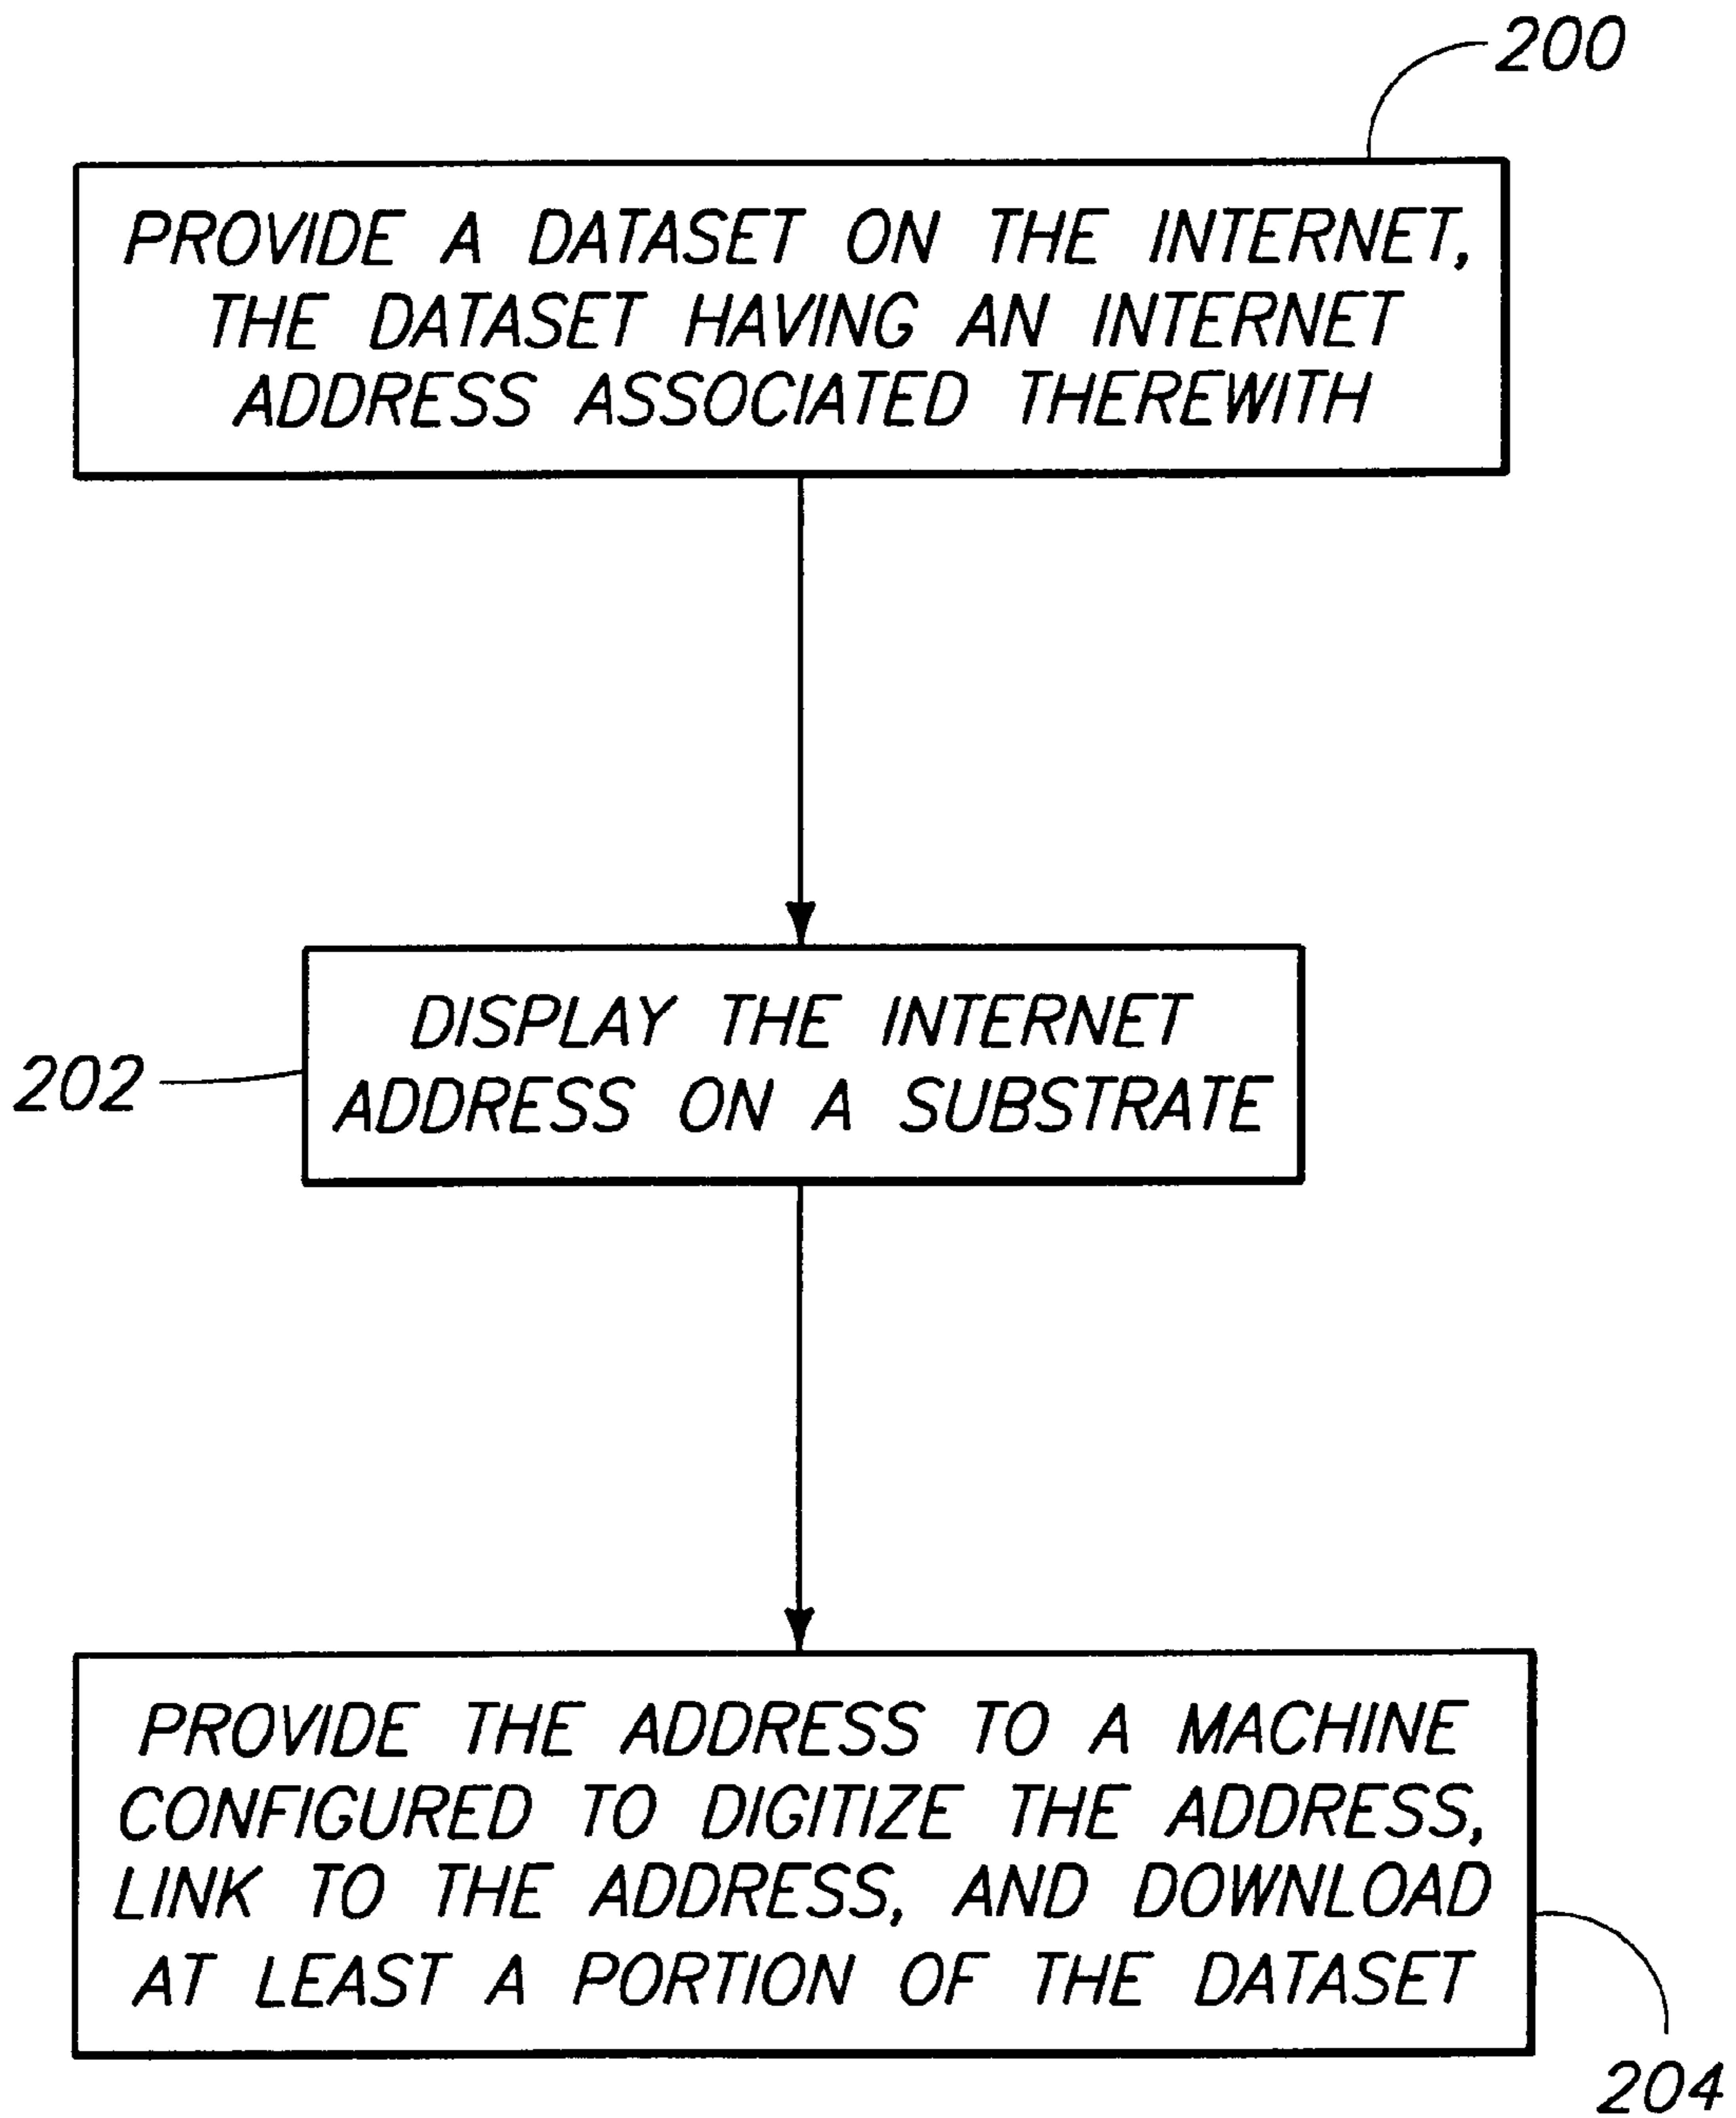 200
PROVIDE A DATASET ON THE INTERNET,
THE DATASET HAVING AN INTERNET
ADDRESS ASSOCIATED THEREWITH
DISPLAY THE INTERNET
ADDRESS ON A SUBSTRATE
202
PROVIDE THE ADDRESS TO A MACHINE
CONFIGURED TO DIGITIZE THE ADDRESS,
LINK TO THE ADDRESS, AND DOWNLOAD
AT LEAST A PORTION OF THE DATASET
204